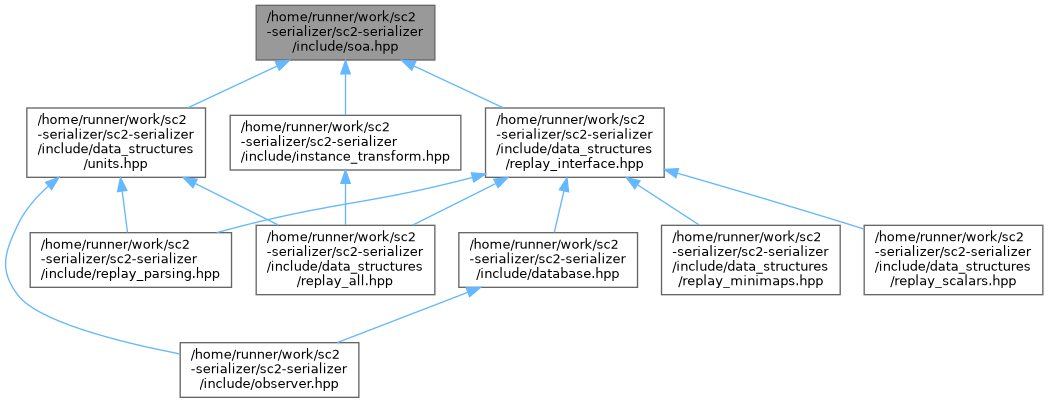 /home/runner/work/sc2
-serializer/sc2-serializer
/include/soa.hpp
/home/runner/work/sc2
-serializer/sc2-serializer
/include/data_structures
/units.hpp
/home/runner/work/sc2
-serializer/sc2-serializer
/include/instance_transform.hpp
/home/runner/work/sc2
-serializer/sc2-serializer
/include/data_structures
/replay_interface.hpp
/home/runner/work/sc2
-serializer/sc2-serializer
/include/replay_parsing.hpp
/home/runner/work/sc2
-serializer/sc2-serializer
/include/data_structures
/replay_all.hpp
/home/runner/work/sc2
-serializer/sc2-serializer
/include/database.hpp
/home/runner/work/sc2
-serializer/sc2-serializer
/include/data_structures
/replay_minimaps.hpp
/home/runner/work/sc2
-serializer/sc2-serializer
/include/data_structures
/replay_scalars.hpp
/home/runner/work/sc2
-serializer/sc2-serializer
/include/observer.hpp